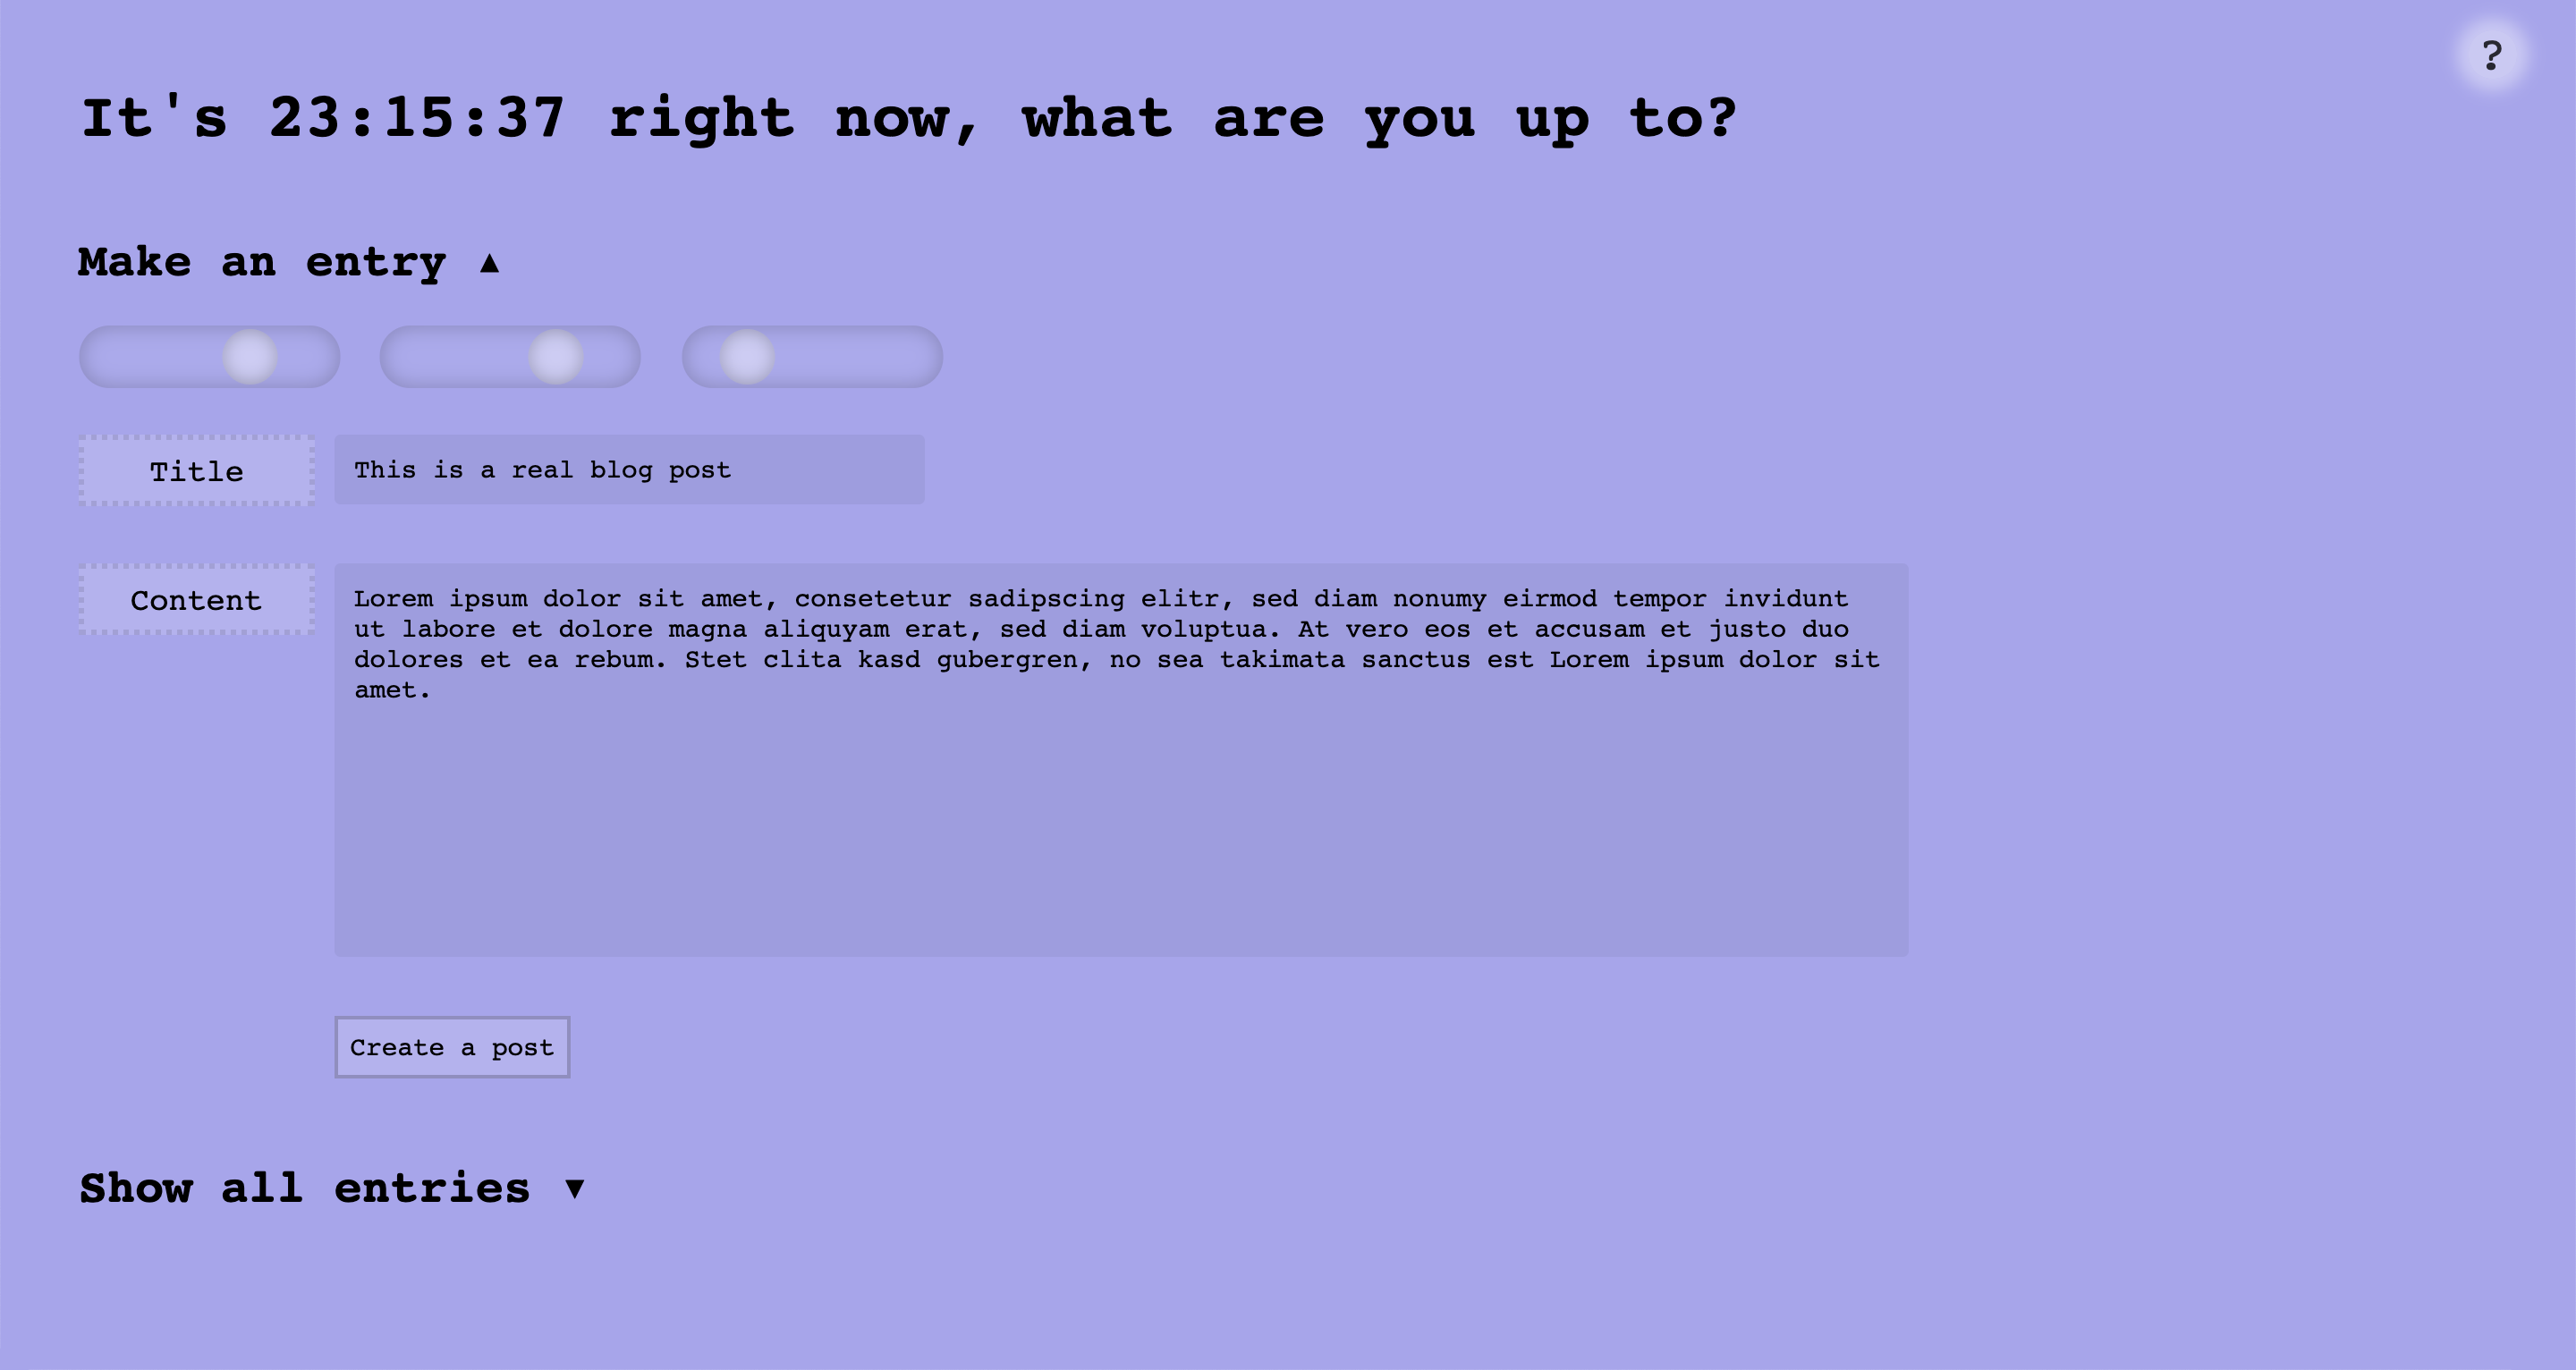 ?
It's 23:15:37 right now, what are you up to?
Make an entry ▲
Title
This is a real blog post
Content
Lorem ipsum dolor sit amet, consetetur sadipscing elitr, sed diam nonumy eirmod tempor invidunt
ut labore et dolore magna aliquyam erat, sed diam voluptua. At vero eos et accusam et justo duo
dolores et ea rebum. Stet clita kasd gubergren, no sea takimata sanctus est Lorem ipsum dolor sit
amet.
Create a post
Show all entries ▼